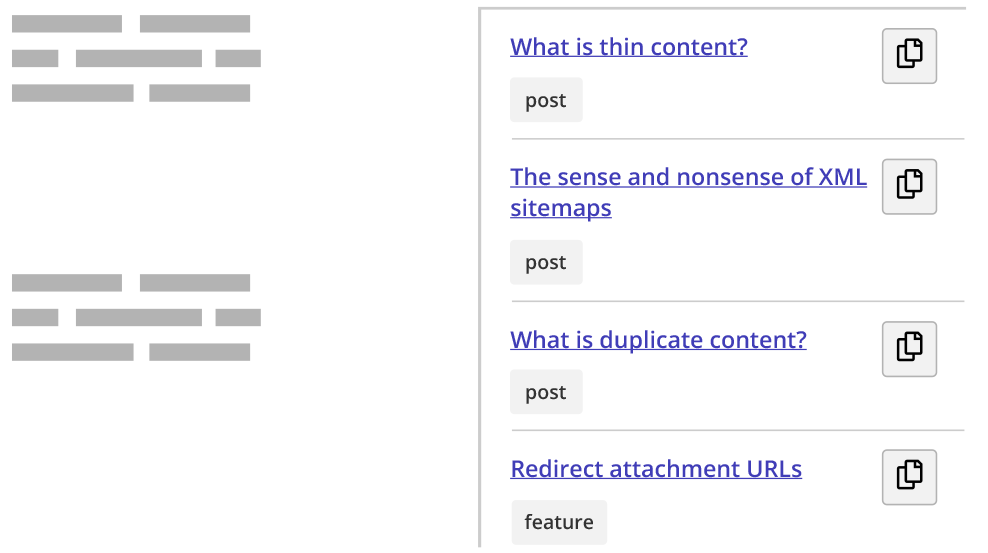 What is thin content?
post
The sense and nonsense of XML
sitemaps
post
What is duplicate content?
post
Redirect attachment URLs
feature